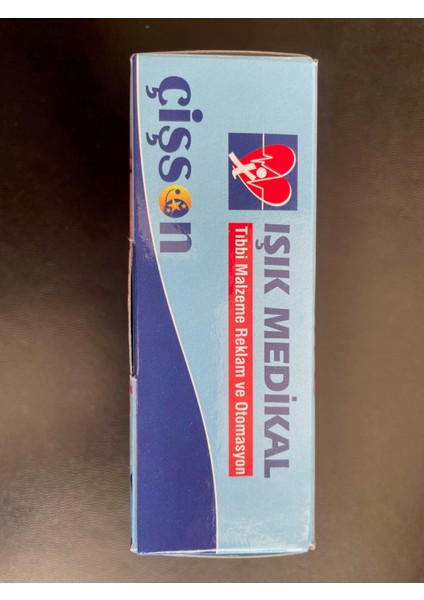 IŞIK MEDİKAL
Tıbbi Malzeme Reklam ve Otomasyon
çişson